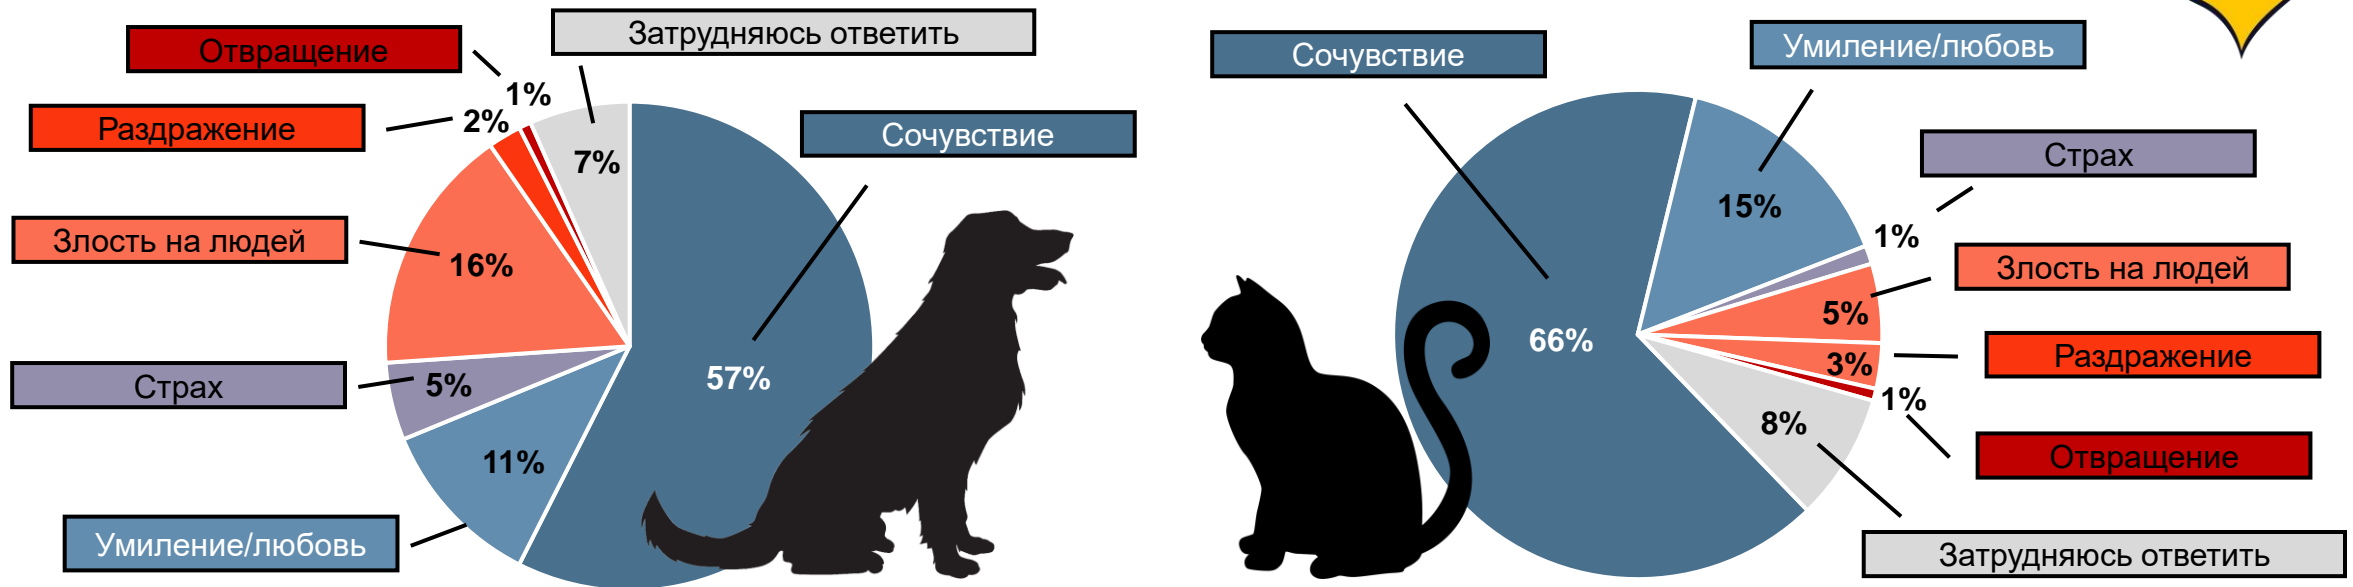 Отвращение
Затрудняюсь ответить
1%
Раздражение
2%
Сочувствие
7%
Злость на людей
16%
Страх
5%
57%
11%
Умиление/любовь
Сочувствие
Умиление/любовь
Страх
15%
1%
Злость на людей
5%
66%
Раздражение
3%
1%
8%
Отвращение
Затрудняюсь ответить